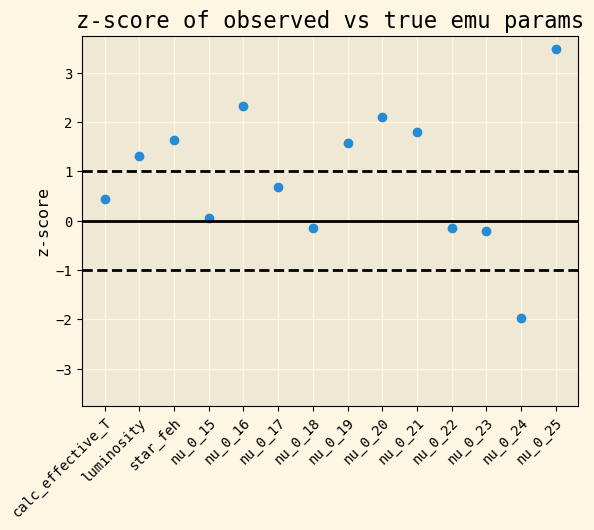 z-score of observed vs true emu params
z-score
3
2
1
0
−1
−2
−3
calc_effective_T
luminosity
star_feh
nu_0_15
nu_0_16
nu_0_17
nu_0_18
nu_0_19
nu_0_20
nu_0_21
nu_0_22
nu_0_23
nu_0_24
nu_0_25